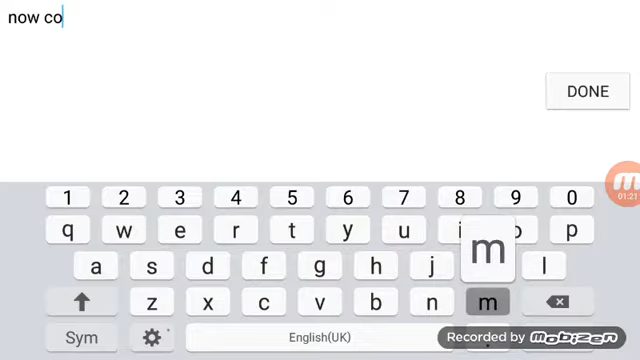 now co
DONE
1 2 3 4 5 6 7 8 9 0
q w e r t y u i o p
m
01:21
a s d f g h j l
z x c v b n m
Sym English(UK)
Recorded by mobizen